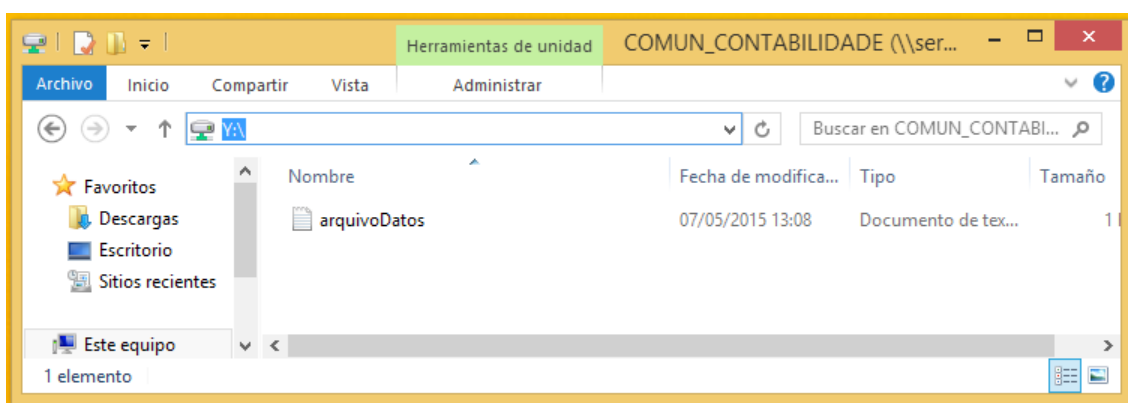 Herramientas de unidad COMUN_CONTABILIDADE (\\ser...
Archivo Inicio Compartir Vista Administrar
Y:\ Buscar en COMUN_CONTABI...
Nombre Fecha de modifica... Tipo Tamaño
Favoritos
Descargas
Escritorio
Sitios recientes
Este equipo
arquivoDatos 07/05/2015 13:08 Documento de tex... 1
1 elemento